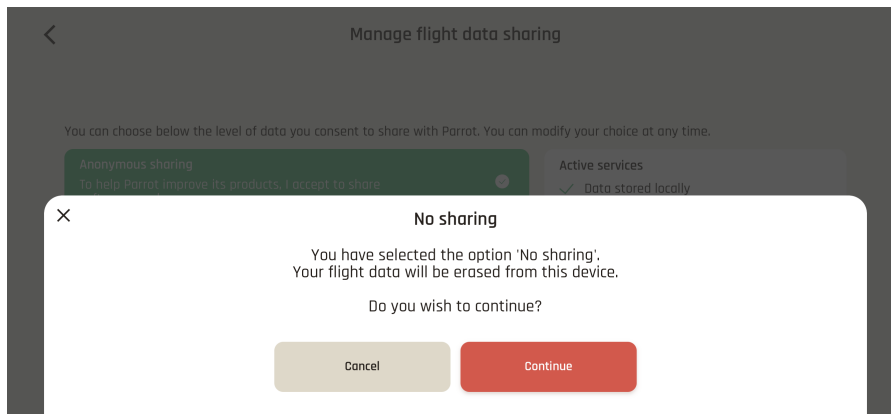 Manage flight data sharing
You can choose below the level of data you consent to share with Parrot. You can modify your choice at any time.
Anonymous sharing
To help Parrot improve its products, I accept to share
Active services
Data stored locally
No sharing
You have selected the option 'No sharing'.
Your flight data will be erased from this device.
Do you wish to continue?
Cancel
Continue